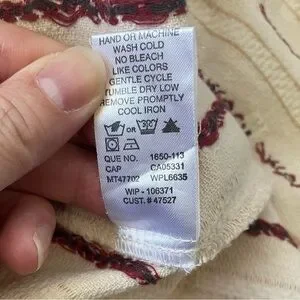 HAND OR MACHINE
WASH COLD
NO BLEACH
LIKE COLORS
GENTLE CYCLE
TUMBLE DRY LOW
REMOVE PROMPTLY
COOL IRON
OR
QUE NO. 1650-113
CAP CA05331
MT47702 WPL6635
WIP - 106371
CUST. # 47527